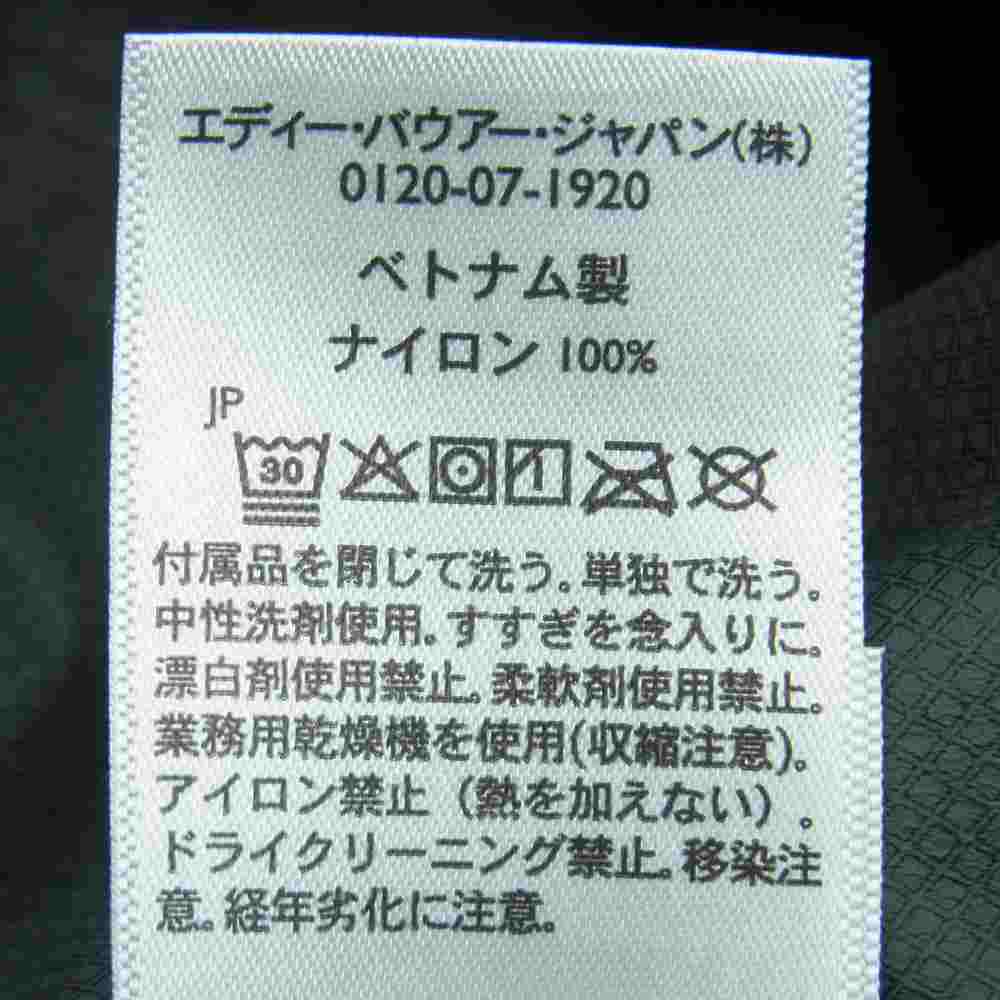 エディー・バウアー・ジャパン(株)
0120-07-1920
ベトナム製
ナイロン 100%
JP
30
付属品を閉じて洗う。単独で洗う。
中性洗剤使用。すすぎを念入りに。
漂白剤使用禁止。柔軟剤使用禁止。
業務用乾燥機を使用(収縮注意)。
アイロン禁止（熱を加えない）。
ドライクリーニング禁止。移染注
意。経年劣化に注意。